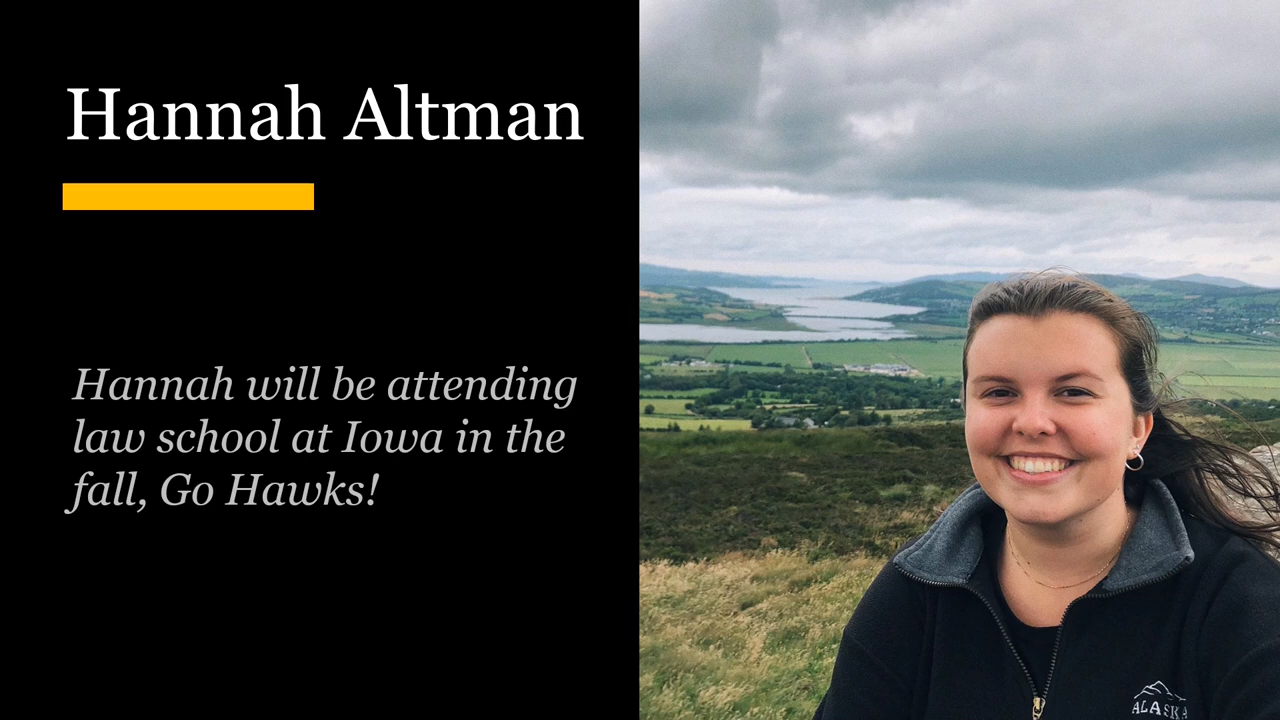 Hannah Altman
Hannah will be attending
law school at Iowa in the
fall, Go Hawks!
ALASKA